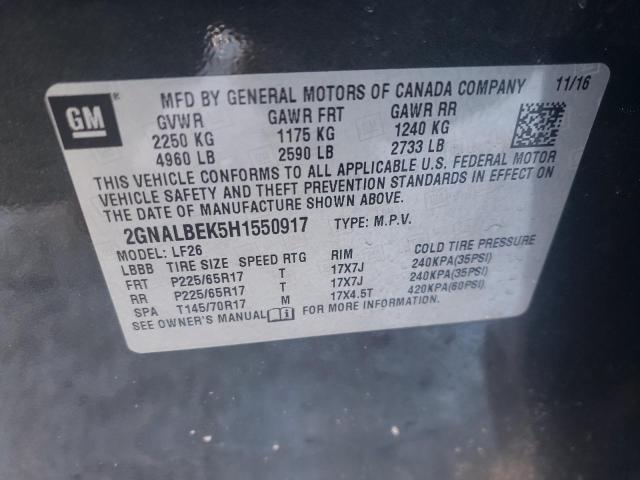 GM ® MFD BY GENERAL MOTORS OF CANADA COMPANY 11/16
GVWR GAWR FRT GAWR RR
2250 KG 1175 KG 1240 KG
4960 LB 2590 LB 2733 LB
THIS VEHICLE CONFORMS TO ALL APPLICABLE U.S. FEDERAL MOTOR
VEHICLE SAFETY AND THEFT PREVENTION STANDARDS IN EFFECT ON
THE DATE OF MANUFACTURE SHOWN ABOVE.
2GNALBEK5H1550917 TYPE: M.P.V.
MODEL: LF26
LBBB TIRE SIZE SPEED RTG RIM COLD TIRE PRESSURE
FRT P225/65R17 T 17X7J 240KPA(35PSI)
RR P225/65R17 T 17X7J 240KPA(35PSI)
SPA T145/70R17 M 17X4.5T 420KPA(60PSI)
SEE OWNER'S MANUAL FOR MORE INFORMATION.